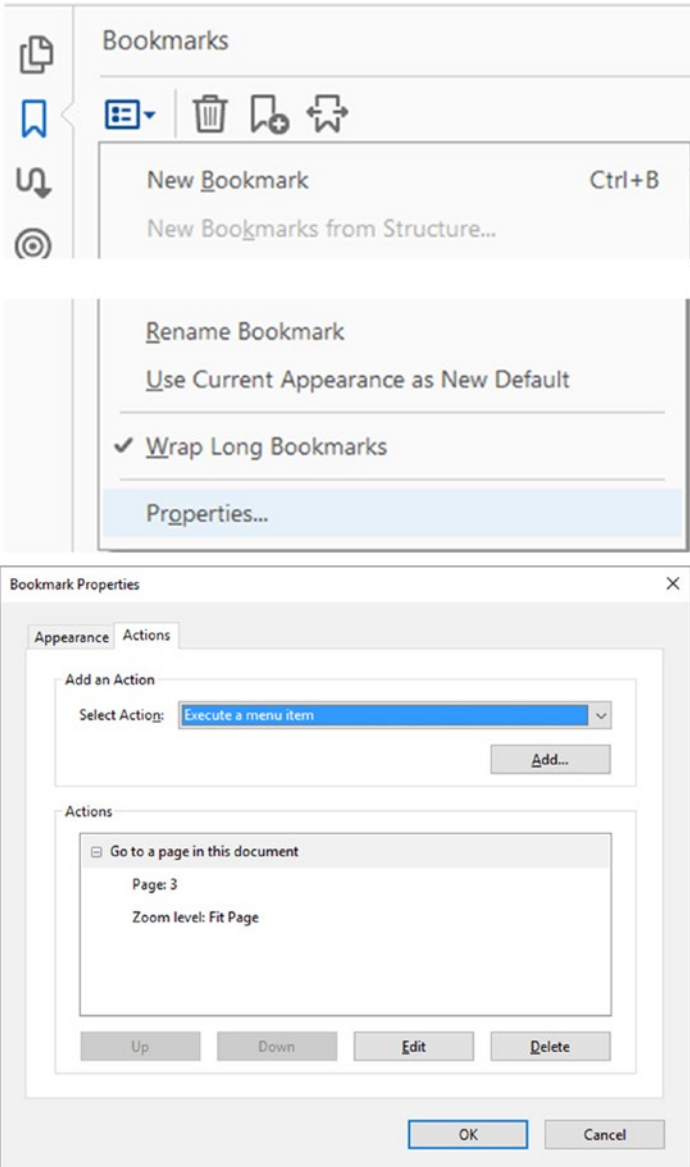 Bookmarks
New Bookmark Ctrl+B
New Bookmarks from Structure...
Rename Bookmark
Use Current Appearance as New Default
Wrap Long Bookmarks
Properties...
Bookmark Properties
Appearance Actions
Add an Action
Select Action: Execute a menu item
Add...
Actions
Go to a page in this document
Page: 3
Zoom level: Fit Page
Up Down Edit Delete
OK Cancel